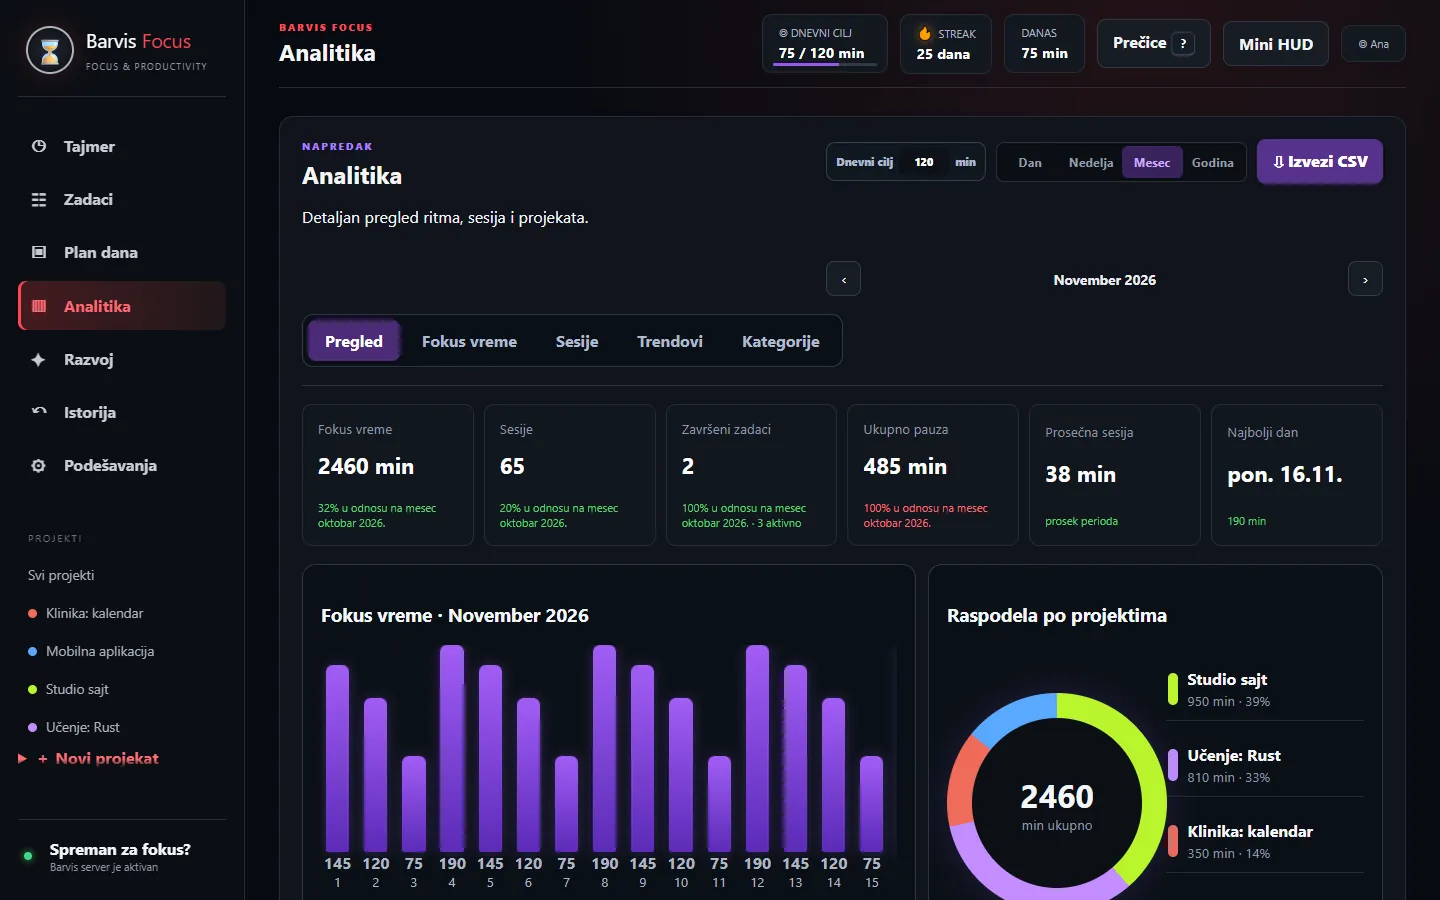 Barvis Focus
FOCUS & PRODUCTIVITY
Tajmer
Zadaci
Plan dana
Analitika
Razvoj
Istorija
Podešavanja
PROJEKTI
Svi projekti
Klinika: kalendar
Mobilna aplikacija
Studio sajt
Učenje: Rust
+ Novi projekat
Spreman za fokus?
Barvis server je aktivan
BARVIS FOCUS
Analitika
DNEVNI CILJ
75 / 120 min
STREAK
25 dana
DANAS
75 min
Prečice ?
Mini HUD
Ana
NAPREDAK
Analitika
Detaljan pregled ritma, sesija i projekata.
Dnevni cilj 120 min
Dan Nedelja Mesec Godina
⇩ Izvezi CSV
‹ November 2026 ›
Pregled Fokus vreme Sesije Trendovi Kategorije
Fokus vreme
2460 min
32% u odnosu na mesec
oktobar 2026.
Sesije
65
20% u odnosu na mesec
oktobar 2026.
Završeni zadaci
2
100% u odnosu na mesec
oktobar 2026. · 3 aktivno
Ukupno pauza
485 min
100% u odnosu na mesec
oktobar 2026.
Prosečna sesija
38 min
prosek perioda
Najbolji dan
pon. 16.11.
190 min
Fokus vreme · November 2026
145 120 75 190 145 120 75 190 145 120 75 190 145 120 75
1 2 3 4 5 6 7 8 9 10 11 12 13 14 15
Raspodela po projektima
2460
min ukupno
Studio sajt
950 min · 39%
Učenje: Rust
810 min · 33%
Klinika: kalendar
350 min · 14%